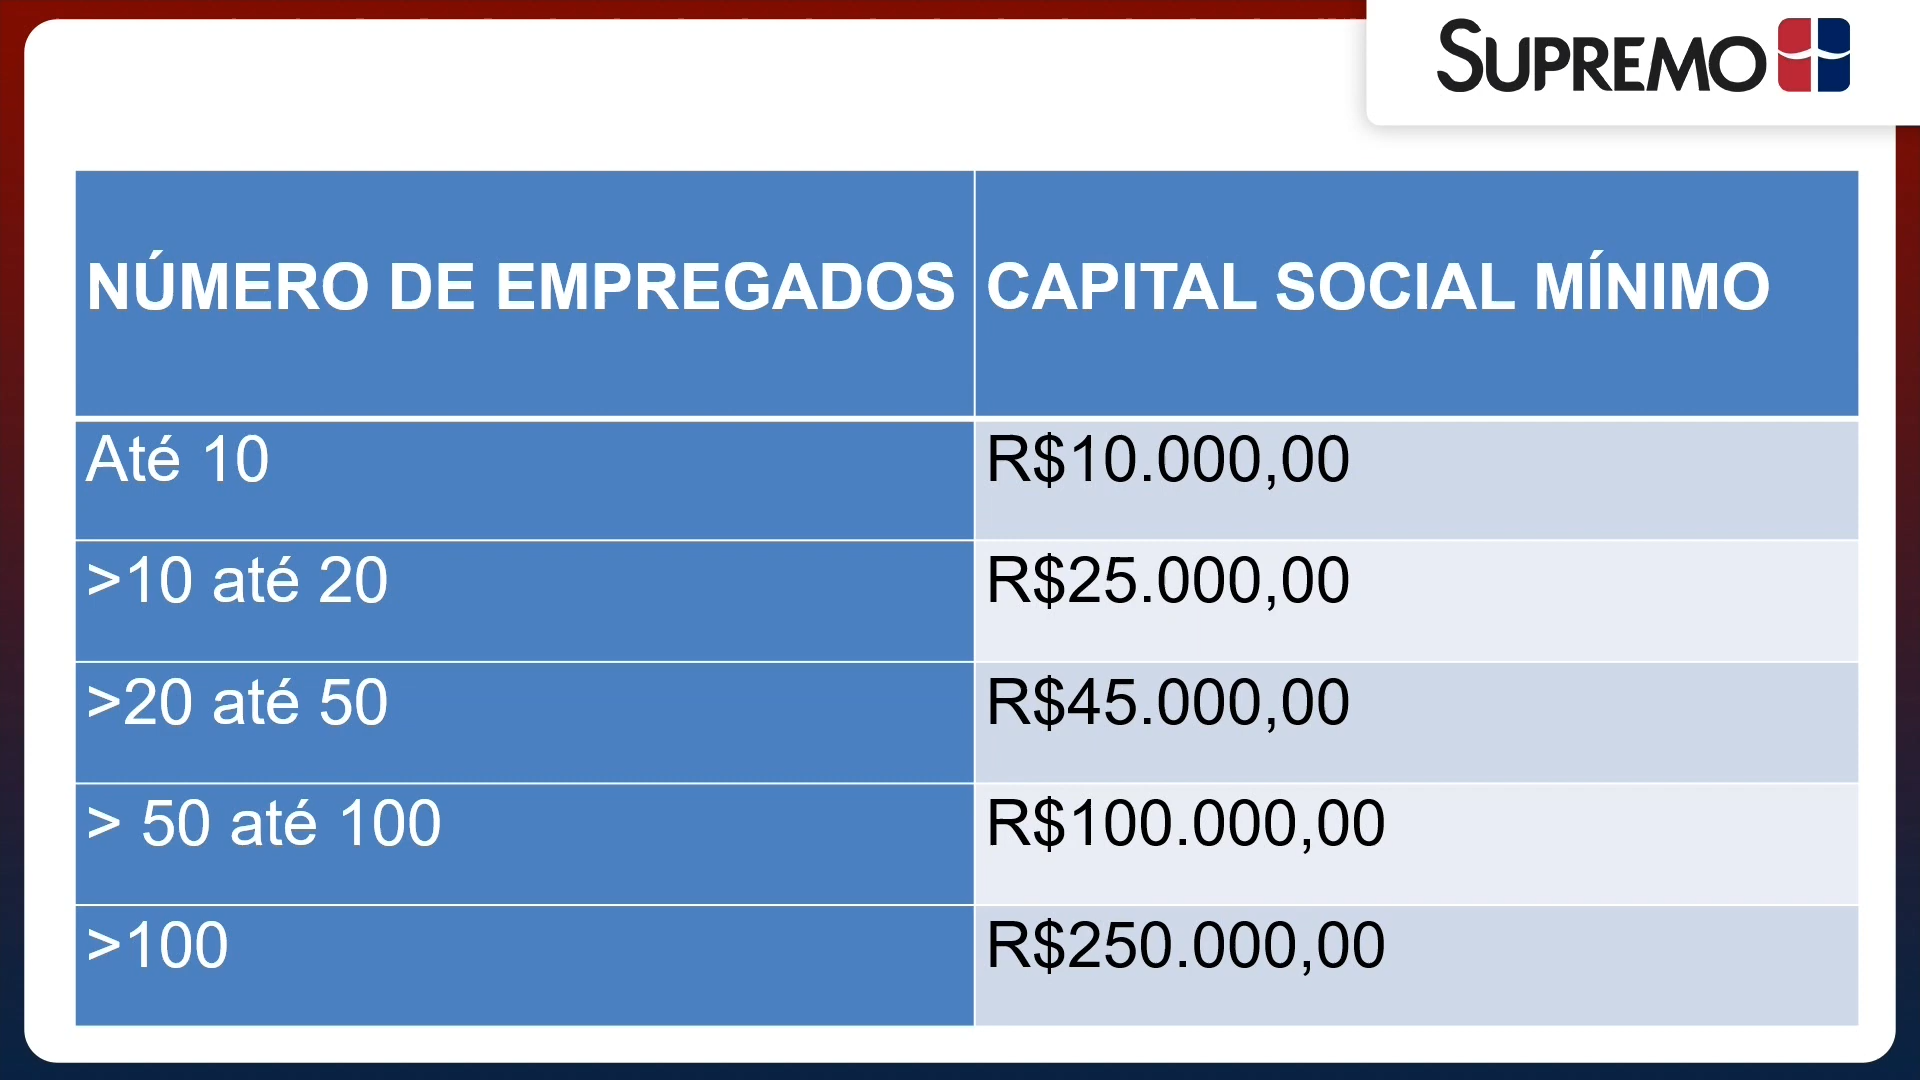 SUPREMO
NÚMERO DE EMPREGADOS CAPITAL SOCIAL MÍNIMO
Até 10 R$10.000,00
>10 até 20 R$25.000,00
>20 até 50 R$45.000,00
> 50 até 100 R$100.000,00
>100 R$250.000,00